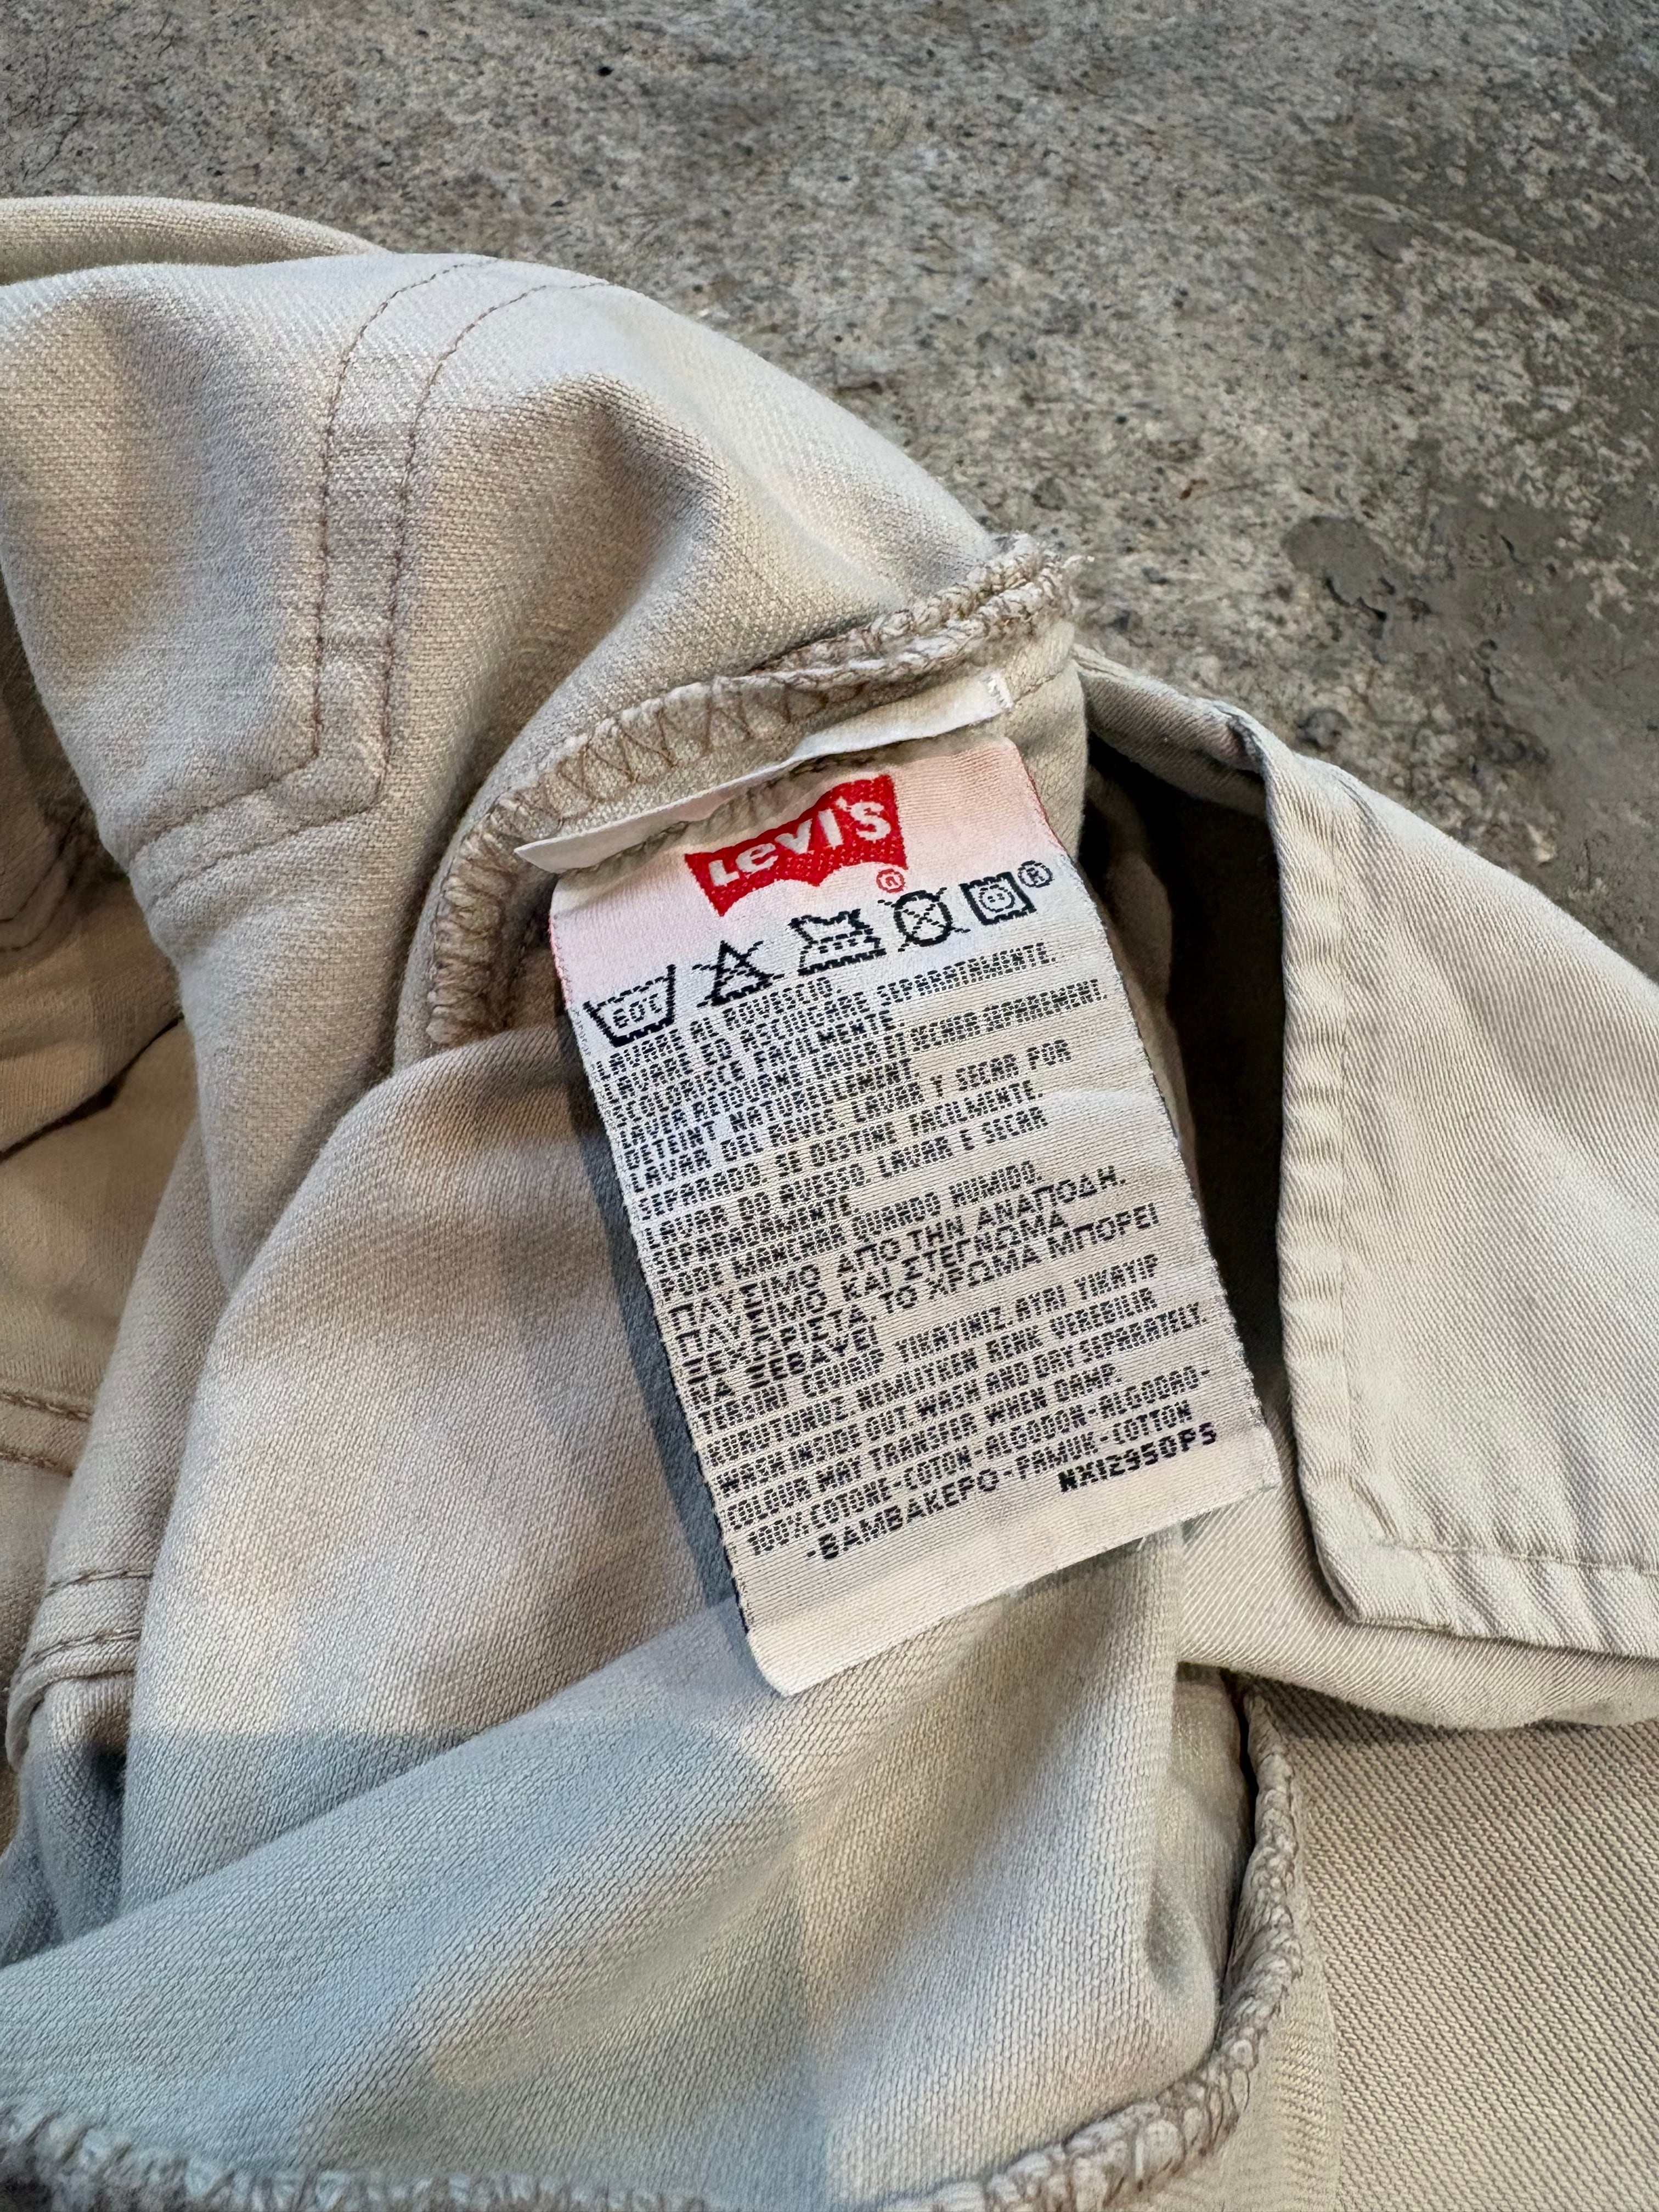 Levi's
®
60C
®
LAVARE AL ROVESCIO.
LAVARE ED ASCIUGARE SEPARATAMENTE.
SCOLORISCE FACILMENTE
LAVER A RETOURNE LAVER ET SECHER SEPAREMENT.
DETEINT NATURELLEMENT
LAVAR DEL REVES. LAVAR Y SECAR POR
SEPARADO. SE DESTINE FACILMENTE
LAVAR DO AVESSO. LAVAR E SECAR
SEPARADAMENTE.
PODE MANCHAR QUANDO HUMIDO.
ΠΛΥΣΙΜΟ ΑΠΟ ΤΗΝ ΑΝΑΠΟΔΗ.
ΠΛΥΣΙΜΟ ΚΑΙ ΣΤΕΓΝΩΜΑ
ΞΕΧΩΡΙΣΤΑ. ΤΟ ΧΡΩΜΑ ΜΠΟΡΕΙ
ΝΑ ΞΕΒΑΨΕΙ
TERSINI CEVIRIP YIKAYINIZ. AYRI YIKAYIP
KURUTUNUZ. NEMLIYKEN RENK VEREBILIR
WASH INSIDE OUT. WASH AND DRY SEPARATELY.
COLOUR MAY TRANSFER WHEN DAMP
100% COTONE-COTON-ALGODON-ALGODAO-
-ΒΑΜΒΑΚΕΡΟ-PAMUK-COTTON
NX12950PS